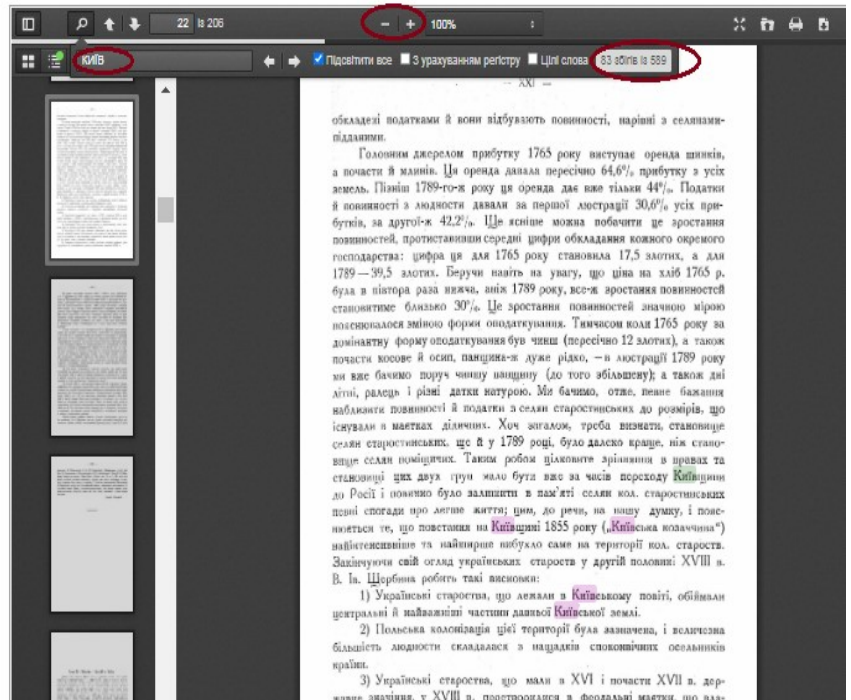 22 із 206 − + 100%
КИЇВ Підсвітити все З урахуванням регістру Цілі слова 83 збігів із 589
— XXI —
обкладені податками й вони відбувають повинності, нарівні з селянами-
підданими.
Головним джерелом прибутку 1765 року виступає оренда шинків,
а почасти й млинів. Ця оренда давала пересічно 64,6% прибутку з усіх
земель. Пізніш 1789-го-ж року ця оренда дає вже тільки 44%. Податки
й повинності з людности давали за першої люстрації 30,6% усіх при-
бутків, за другої-ж 42,2%. Ще ясніше можна побачити це зростання
повинностей, протиставивши середні цифри обкладання кожного окремого
господарства: цифра ця для 1765 року становила 17,5 злотих, а для
1789 — 39,5 злотих. Беручи навіть на увагу, що ціна на хліб 1765 р.
була в півтора раза нижча, аніж 1789 року, все-ж зростання повинностей
становитиме близько 30%. Це зростання повинностей значною мірою
пояснювалося зміною форми оподаткування. Тимчасом коли 1765 року за
домінантну форму оподаткування був чинш (пересічно 12 злотих), а також
почасти косове й осип, панщина-ж дуже рідко, — в люстрації 1789 року
ми вже бачимо поруч чиншу панщину (до того збільшену); а також дні
літні, ралець і різні датки натурою. Ми бачимо, отже, певне бажання
наблизити повинності й податки з селян старостинських до розмірів, що
існували в маетках дідичних. Хоч загалом, треба визнати, становище
селян старостинських, ще й у 1789 році, було далеко краще, ніж стано-
вище селян поміщичих. Таким робом цілковите зрівняння в правах та
становищі цих двух груп мало бути вже за часів переходу Київщини
до Росії і повинно було залишити в пам'яті селян кол. старостинських
певні спогади про легше життя; цим, до речи, на нашу думку, і пояс-
нюється те, що повстання на Київщині 1855 року („Київська козаччина“)
найінтенсивніше та найширше вибухло саме на території кол. староств.
Закінчуючи свій огляд українських староств у другій половині XVIII в.
В. Ів. Щербина робить такі висновки:
1) Українські староства, що лежали в Київському повіті, обіймали
центральні й найважніші частини давньої Київської землі.
2) Польська колонізація цієї території була зазначена, і величезна
більшість людности складалася з нащадків споконвічних осельників
країни.
3) Українські староства, що мали в XVI і почасти XVII в. дер-
жавне значіння, у XVIII в. перетворилися в феодальні маєтки, що вла-